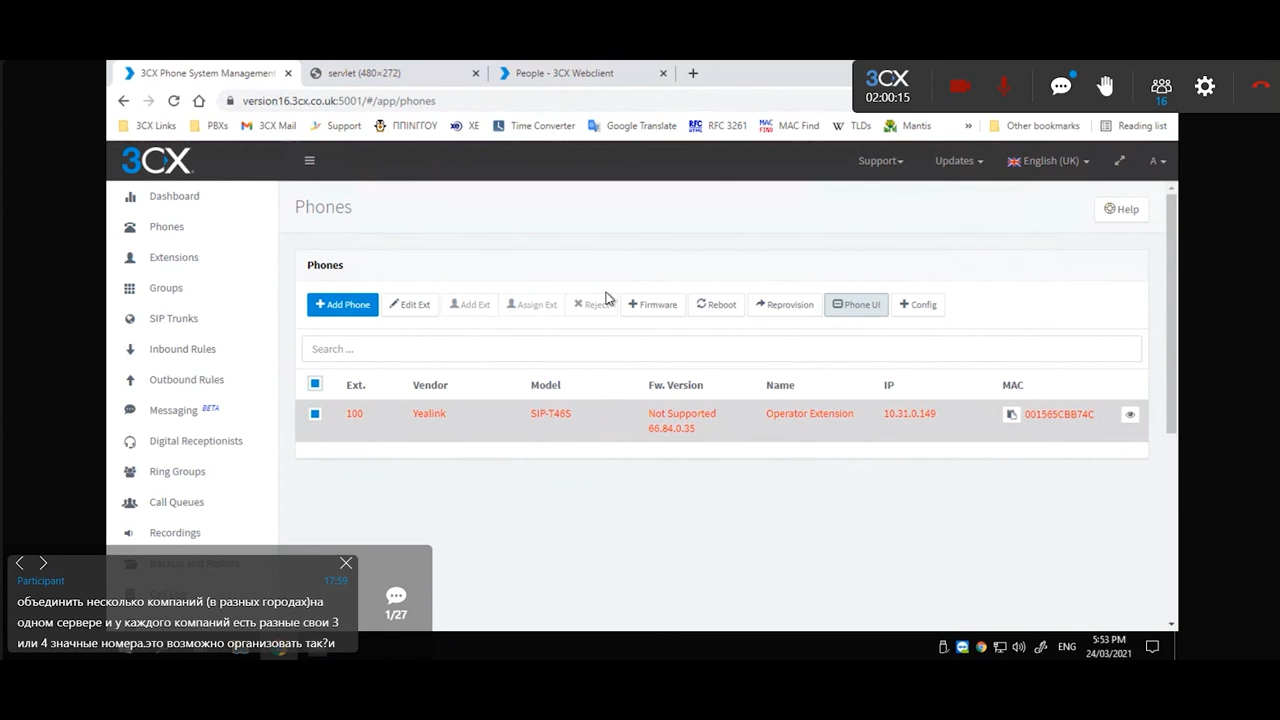 3CX Phone System Management
servlet (480×272)
People - 3CX Webclient
version16.3cx.co.uk:5001/#/app/phones
3CX
02:00:15
16
3CX Links
PBXs
3CX Mail
Support
ΠΠΙΝΓΓΟΥ
XE
Time Converter
Google Translate
RFC 3261
MAC Find
TLDs
Mantis
»
Other bookmarks
Reading list
3CX
Support
Updates
English (UK)
A
Dashboard
Phones
Extensions
Groups
SIP Trunks
Inbound Rules
Outbound Rules
Messaging BETA
Digital Receptionists
Ring Groups
Call Queues
Recordings
Backup and Restore
Phones
Help
Phones
Add Phone
Edit Ext
Add Ext
Assign Ext
Reject
Firmware
Reboot
Reprovision
Phone UI
Config
Search ...
Ext. Vendor Model Fw. Version Name IP MAC
100 Yealink SIP-T46S Not Supported Operator Extension 10.31.0.149 001565CBB74C
66.84.0.35
Participant 17:59
объединить несколько компаний (в разных городах)на
одном сервере и у каждого компаний есть разные свои 3
или 4 значные номера.это возможно организовать так?и
1/27
ENG
5:53 PM
24/03/2021